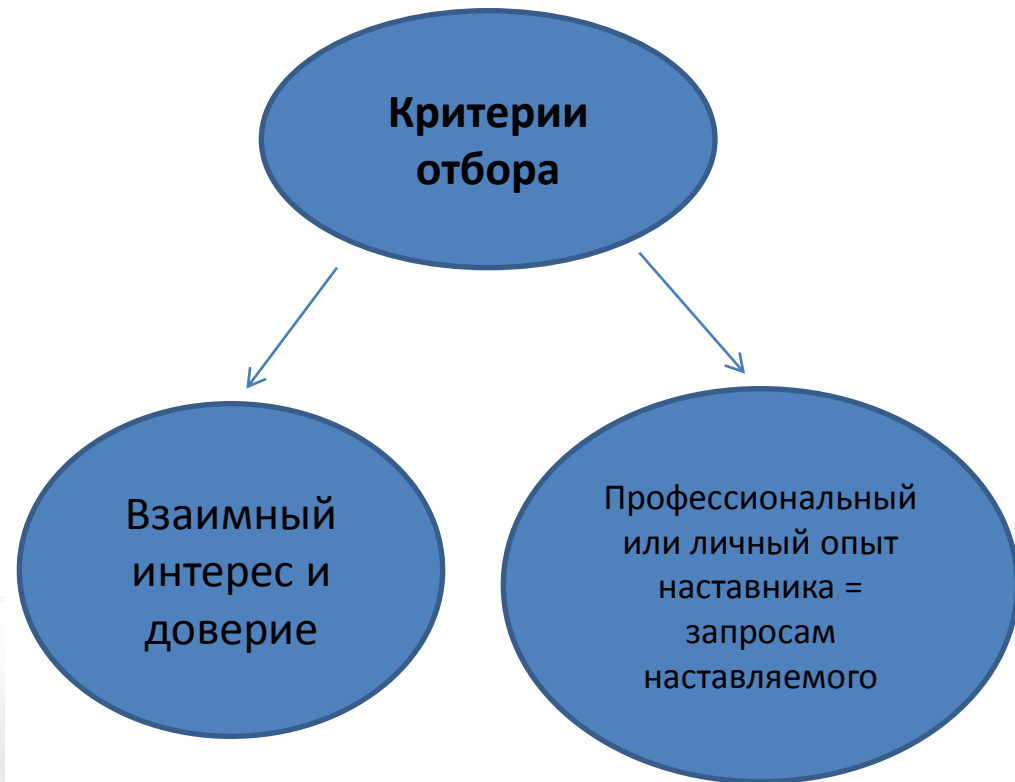 Критерии
отбора
Взаимный
интерес и
доверие
Профессиональный
или личный опыт
наставника =
запросам
наставляемого